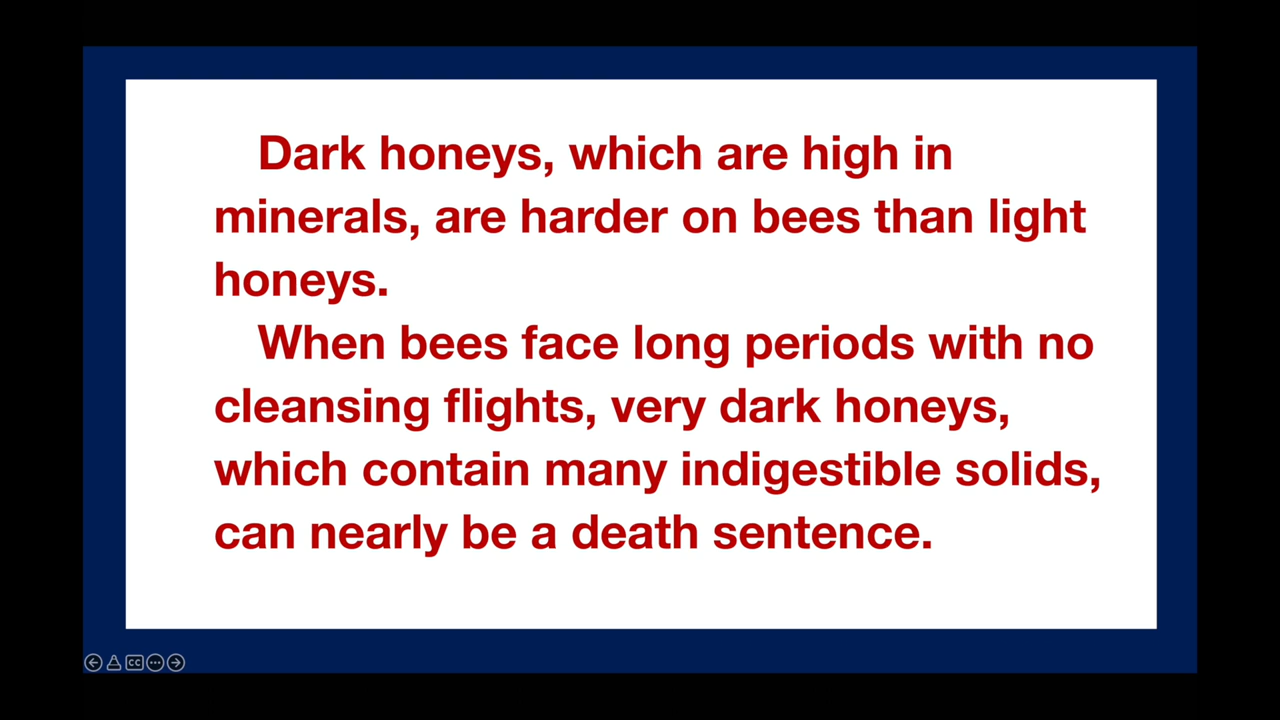 Dark honeys, which are high in
minerals, are harder on bees than light
honeys.
When bees face long periods with no
cleansing flights, very dark honeys,
which contain many indigestible solids,
can nearly be a death sentence.
CC